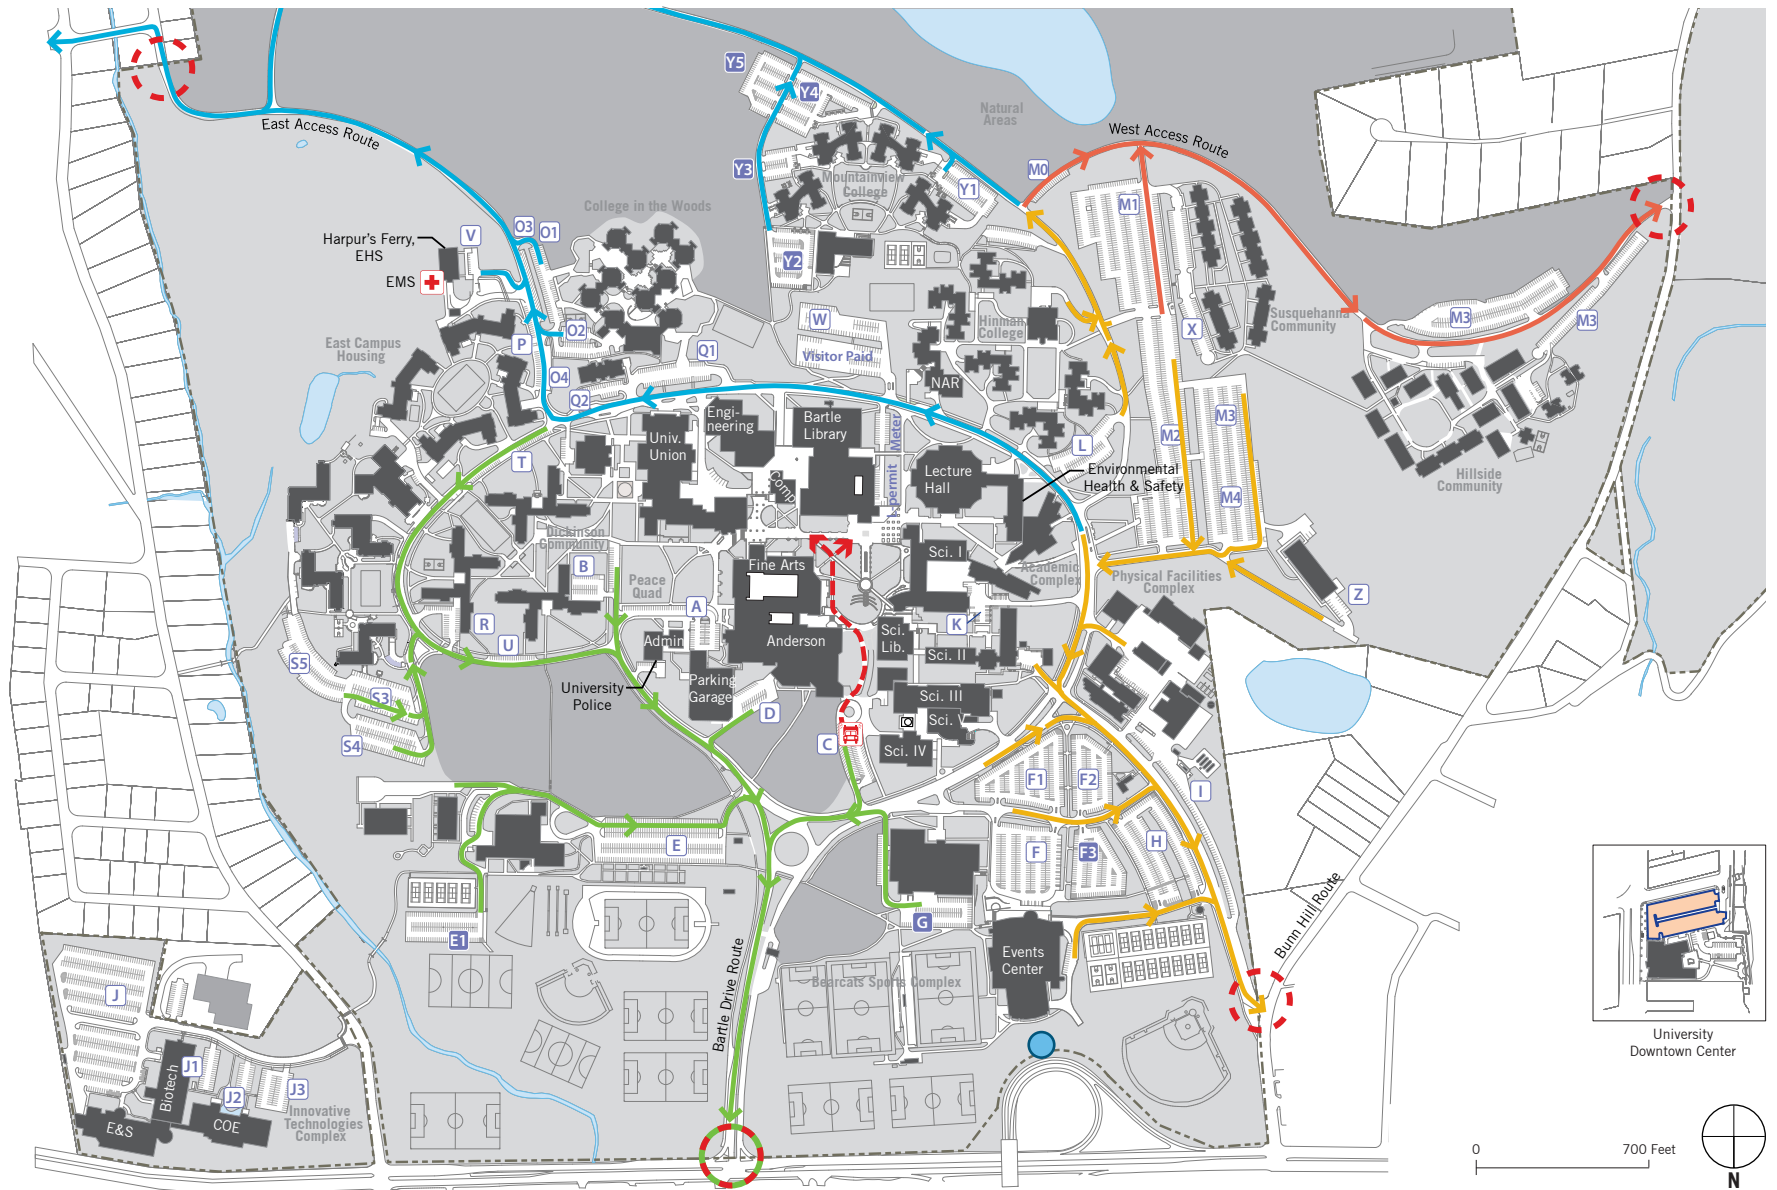 Y5
Y4
Natural
Areas
East Access Route
West Access Route
Y3
M0
Mountainview
College
Y1
M1
College in the Woods
Harpur's Ferry,
EHS
V
O3
O1
EMS
Y2
W
Hinman
College
X
Susquehanna
Community
M3
M3
East Campus
Housing
P
O2
Q1
Visitor Paid
O4
Q2
NAR
Engi-
neering
Bartle
Library
Univ.
Union
permit
Meter
M3
M2
L
T
Comp
Lecture
Hall
Environmental
Health & Safety
Hillside
Community
M4
Dickinson
Community
Sci. I
Fine Arts
Academic
Complex
Physical Facilities
Complex
B
Peace
Quad
Z
A
R
U
K
Admin
Anderson
Sci.
Lib.
Sci. II
S5
S3
University
Police
Parking
Garage
Sci. III
D
Sci. V
S4
C
Sci. IV
F1
F2
I
E
F
F3
H
G
E1
Bartle Drive Route
Bunn Hill Route
Events
Center
Bearcats Sports Complex
J
University
Downtown Center
J1
J2
J3
Biotech
E&S
COE
Innovative
Technologies
Complex
0
700 Feet
N